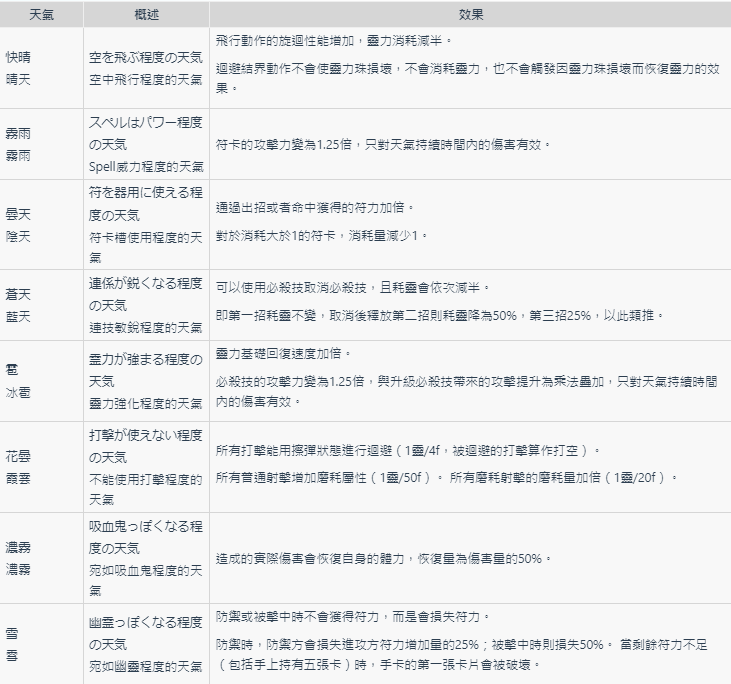 天氣 概述 效果
快晴
晴天
空を飛ぶ程度の天気
空中飛行程度的天氣
飛行動作的旋迴性能增加，靈力消耗減半。
迴避結界動作不會使靈力珠損壞，不會消耗靈力，也不會觸發因靈力珠損壞而恢復靈力的效
果。
霧雨
霧雨
スペルはパワー程度
の天気
Spell威力程度的天氣
符卡的攻擊力變為1.25倍，只對天氣持續時間內的傷害有效。
曇天
陰天
符を器用に使える程
度の天気
符卡槽使用程度的天
氣
通過出招或者命中獲得的符力加倍。
對於消耗大於1的符卡，消耗量減少1。
蒼天
藍天
連係が鋭くなる程度
の天気
連技敏銳程度的天氣
可以使用必殺技取消必殺技，且耗靈會依次減半。
即第一招耗靈不變，取消後釋放第二招則耗靈降為50%，第三招25%，以此類推。
雹
冰雹
霊力が強まる程度の
天気
靈力強化程度的天氣
靈力基礎回復速度加倍。
必殺技的攻擊力變為1.25倍，與升級必殺技帶來的攻擊提升為乘法疊加，只對天氣持續時間
內的傷害有效。
花曇
霞雲
打撃が使えない程度
の天気
不能使用打擊程度的
天氣
所有打擊能用擦彈狀態進行迴避（1靈/4f，被迴避的打擊算作打空）。
所有普通射擊增加磨耗屬性（1靈/50f）。 所有磨耗射擊的磨耗量加倍（1靈/20f）。
濃霧
濃霧
吸血鬼っぽくなる程
度の天気
宛如吸血鬼程度的天
氣
造成的實際傷害會恢復自身的體力，恢復量為傷害量的50%。
雪
雪
幽霊っぽくなる程度
の天気
宛如幽靈程度的天氣
防禦或被擊中時不會獲得符力，而是會損失符力。
防禦時，防禦方會損失進攻方符力增加量的25%；被擊中時則損失50%。 當剩餘符力不足
（包括手上持有五張卡）時，手卡的第一張卡片會被破壞。